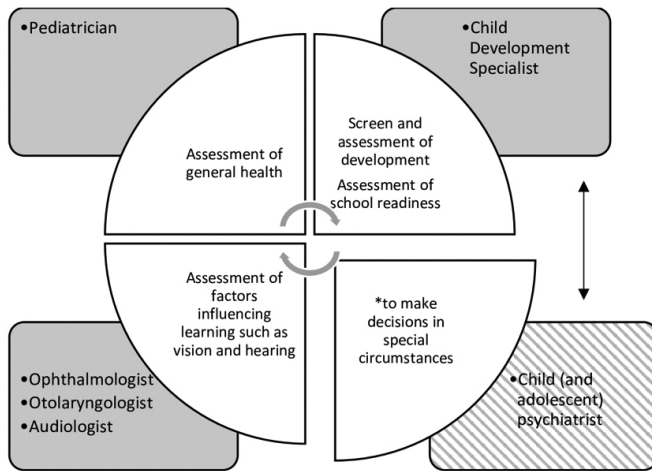 •Pediatrician
•Child
Development
Specialist
Assessment of
general health
Screen and
assessment of
development
Assessment of
school readiness
Assessment of
factors
influencing
learning such as
vision and hearing
*to make
decisions in
special
circumstances
•Ophthalmologist
•Otolaryngologist
•Audiologist
•Child (and
adolescent)
psychiatrist